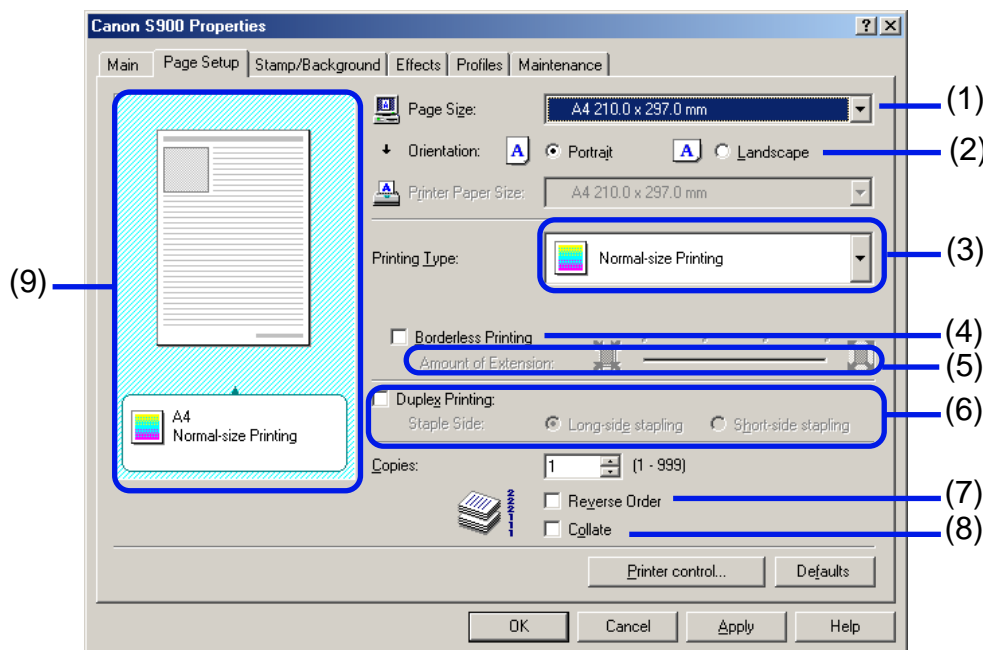 Canon S900 Properties
Main Page Setup Stamp/Background Effects Profiles Maintenance
Page Size: A4 210.0 x 297.0 mm (1)
Orientation: A Portrait A Landscape (2)
Printer Paper Size: A4 210.0 x 297.0 mm
Printing Type: Normal-size Printing (3)
(9)
Borderless Printing (4)
Amount of Extension: (5)
Duplex Printing:
Staple Side: Long-side stapling Short-side stapling (6)
A4
Normal-size Printing
Copies: 1 (1 - 999)
222111
Reverse Order (7)
Collate (8)
Printer control... Defaults
OK Cancel Apply Help